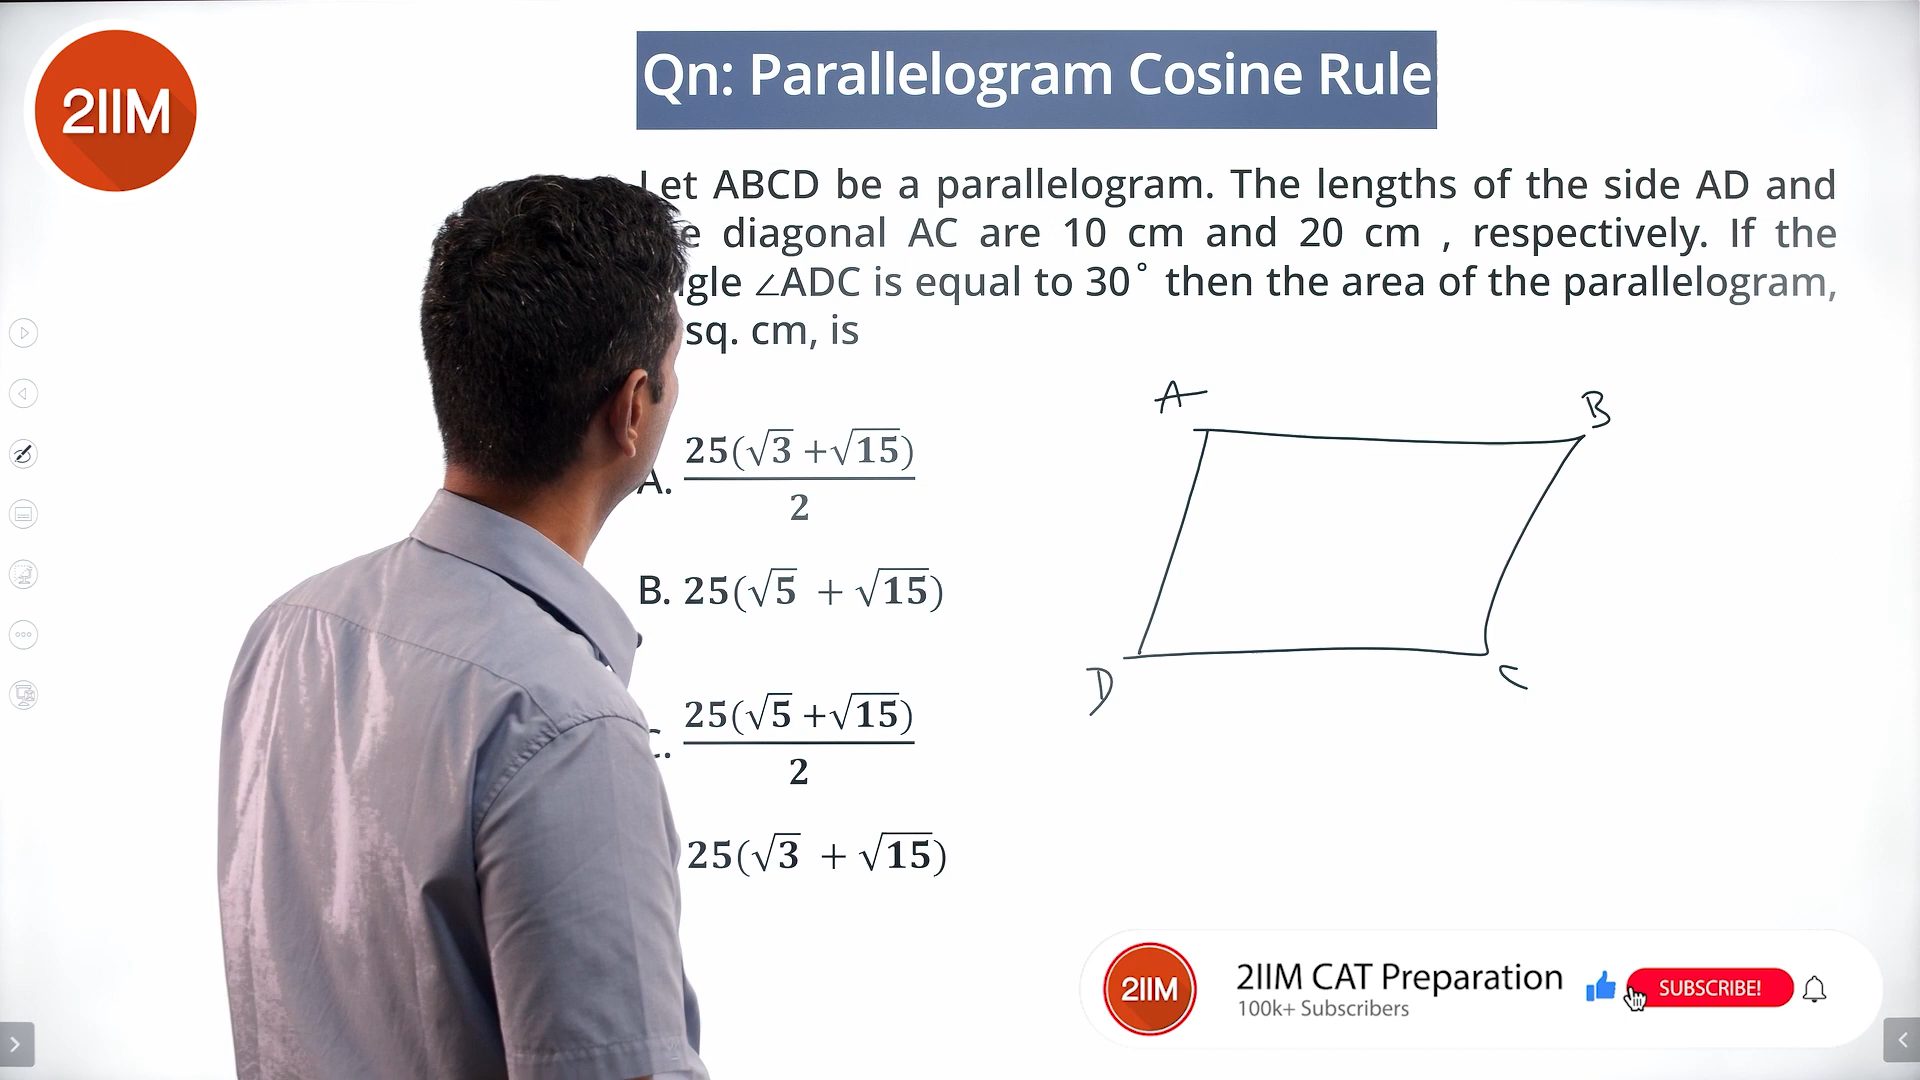 2IIM
Qn: Parallelogram Cosine Rule
Let ABCD be a parallelogram. The lengths of the side AD and
diagonal AC are 10 cm and 20 cm , respectively. If the
∠ADC is equal to 30° then the area of the parallelogram,
sq. cm, is
A
B
A. 25(√3 +√15)
2
B. 25(√5 + √15)
D
C
C. 25(√5 +√15)
2
25(√3 + √15)
2IIM
2IIM CAT Preparation
100k+ Subscribers
SUBSCRIBE!